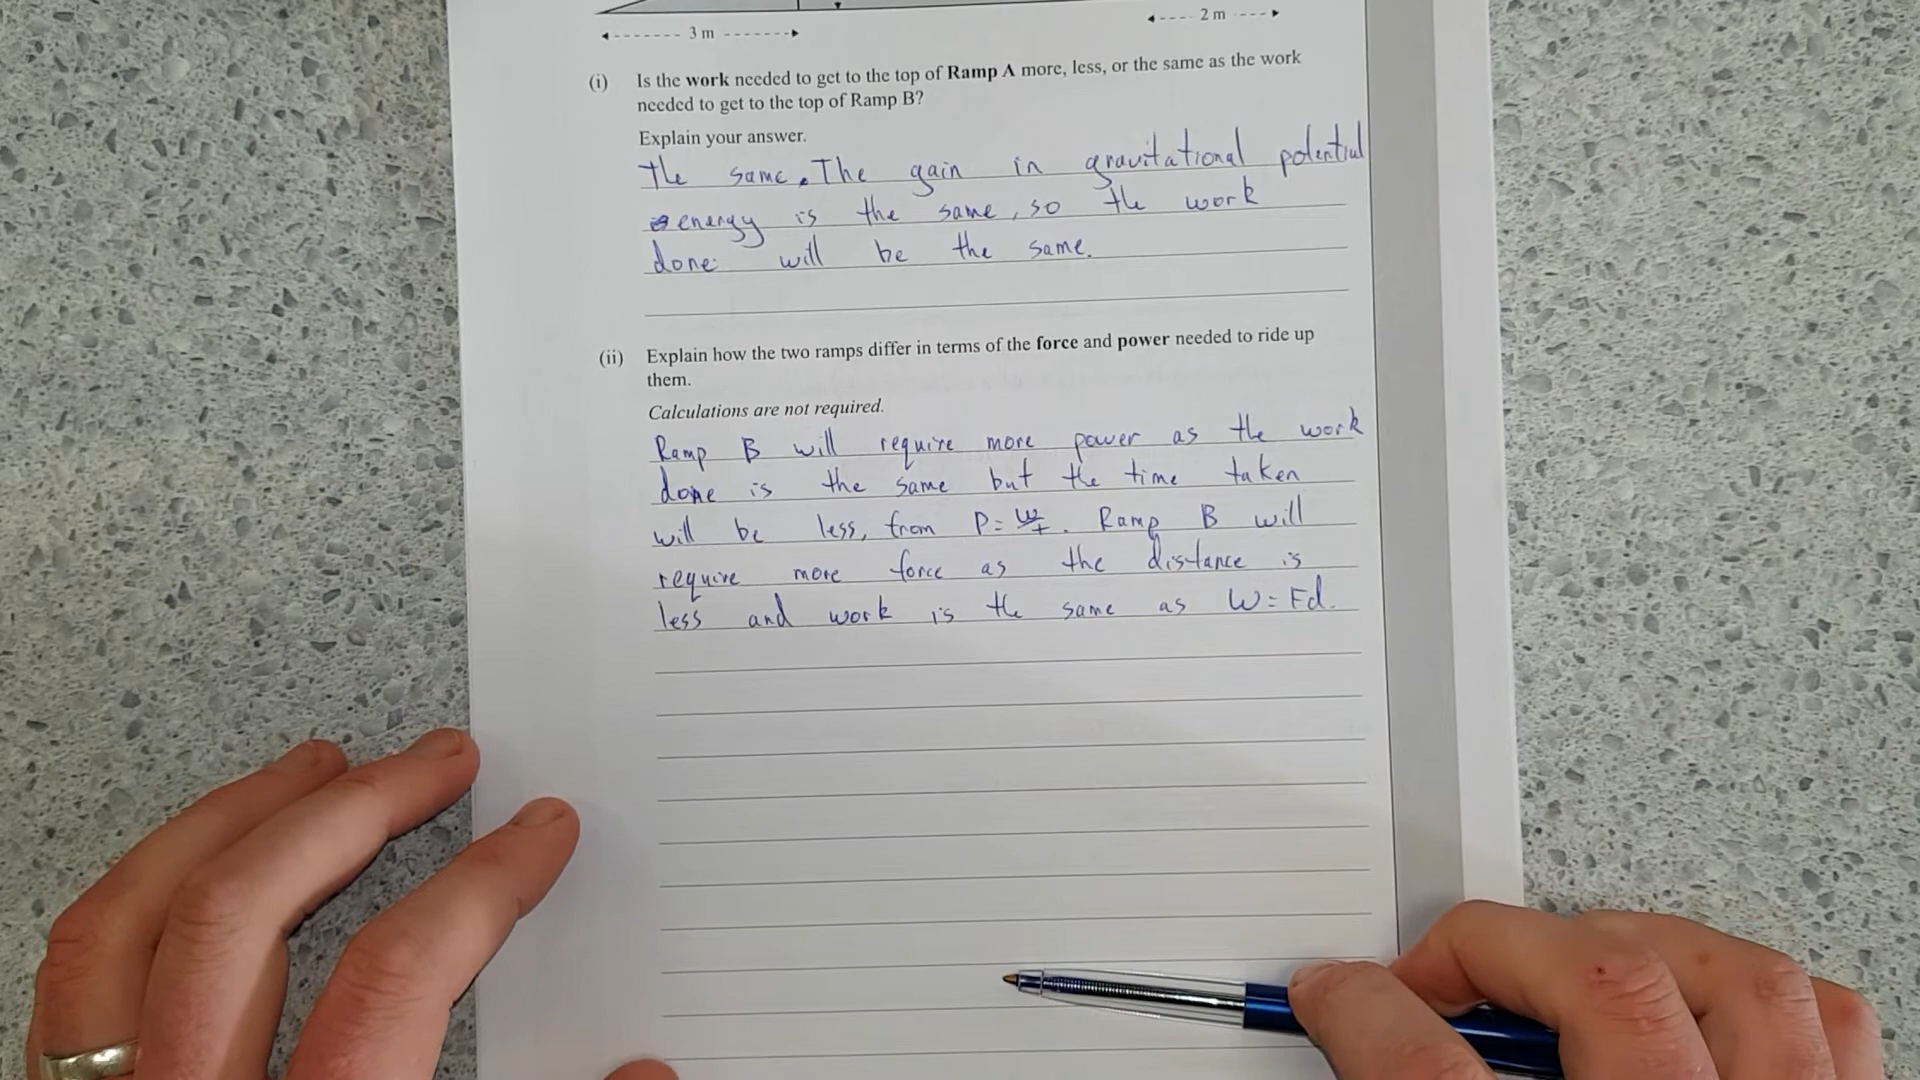 3 m
2 m
(i) Is the work needed to get to the top of Ramp A more, less, or the same as the work
needed to get to the top of Ramp B?
Explain your answer.
The same. The gain in gravitational potential
energy is the same, so the work
done will be the same.
(ii) Explain how the two ramps differ in terms of the force and power needed to ride up
them.
Calculations are not required.
Ramp B will require more power as the work
done is the same but the time taken
will be less, from P = W/t. Ramp B will
require more force as the distance is
less and work is the same as W = Fd.